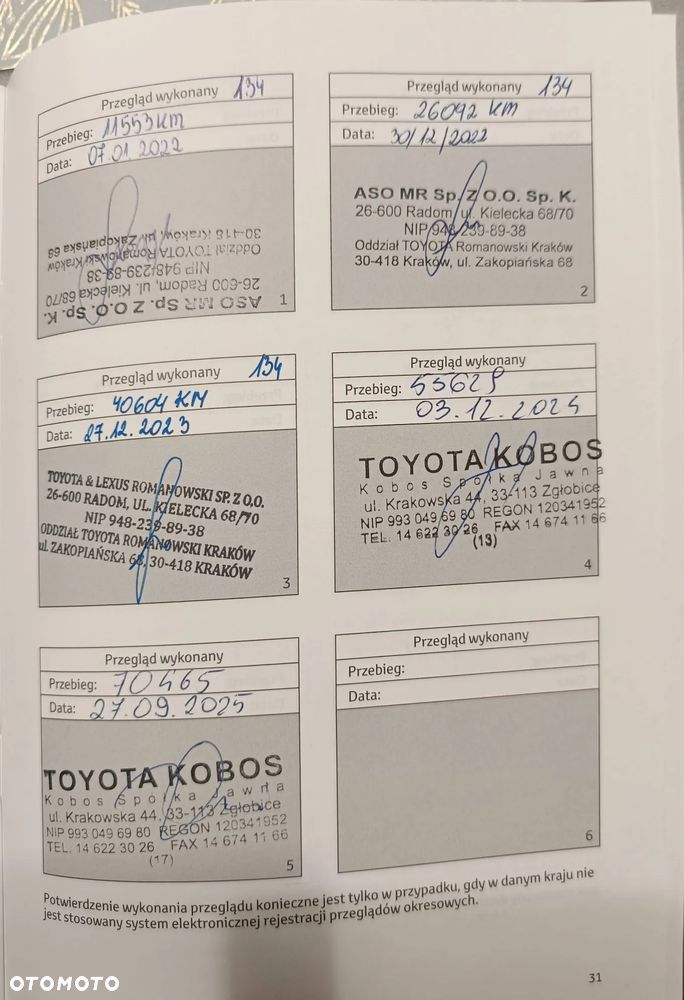 Przegląd wykonany 134
Przebieg: 11553KM
Data: 07.01 2022
ASO MR Sp. Z O.O. Sp. K.
26-600 Radom, ul. Kielecka 68/70
NIP 948/239-89-38
Oddział TOYOTA Romanowski Kraków
30-418 Kraków, ul. Zakopiańska 68
1
Przegląd wykonany 134
Przebieg: 26092 KM
Data: 30/12/2022
ASO MR Sp. Z O.O. Sp. K.
26-600 Radom, ul. Kielecka 68/70
NIP 948-239-89-38
Oddział TOYOTA Romanowski Kraków
30-418 Kraków, ul. Zakopiańska 68
2
Przegląd wykonany 134
Przebieg: 40604 KM
Data: 27.12.2023
TOYOTA & LEXUS ROMANOWSKI SP. Z O.O.
26-600 RADOM, UL. KIELECKA 68/70
NIP 948-239-89-38
ODDZIAŁ TOYOTA ROMANOWSKI KRAKÓW
ul. ZAKOPIAŃSKA 68, 30-418 KRAKÓW
3
Przegląd wykonany
Przebieg: 55629
Data: 03.12.2024
TOYOTA KOBOS
Kobos Spółka Jawna
ul. Krakowska 44, 33-113 Zgłobice
NIP 993 049 69 80 REGON 120341952
TEL. 14 622 30 26 FAX 14 674 11 66
(13)
4
Przegląd wykonany
Przebieg: 70465
Data: 27.09.2025
TOYOTA KOBOS
Kobos Spółka Jawna
ul. Krakowska 44, 33-113 Zgłobice
NIP 993 049 69 80 REGON 120341952
TEL. 14 622 30 26 FAX 14 674 11 66
(17)
5
Przegląd wykonany
Przebieg:
Data:
6
Potwierdzenie wykonania przeglądu konieczne jest tylko w przypadku, gdy w danym kraju nie
jest stosowany system elektronicznej rejestracji przeglądów okresowych.
31
OTOMOTO